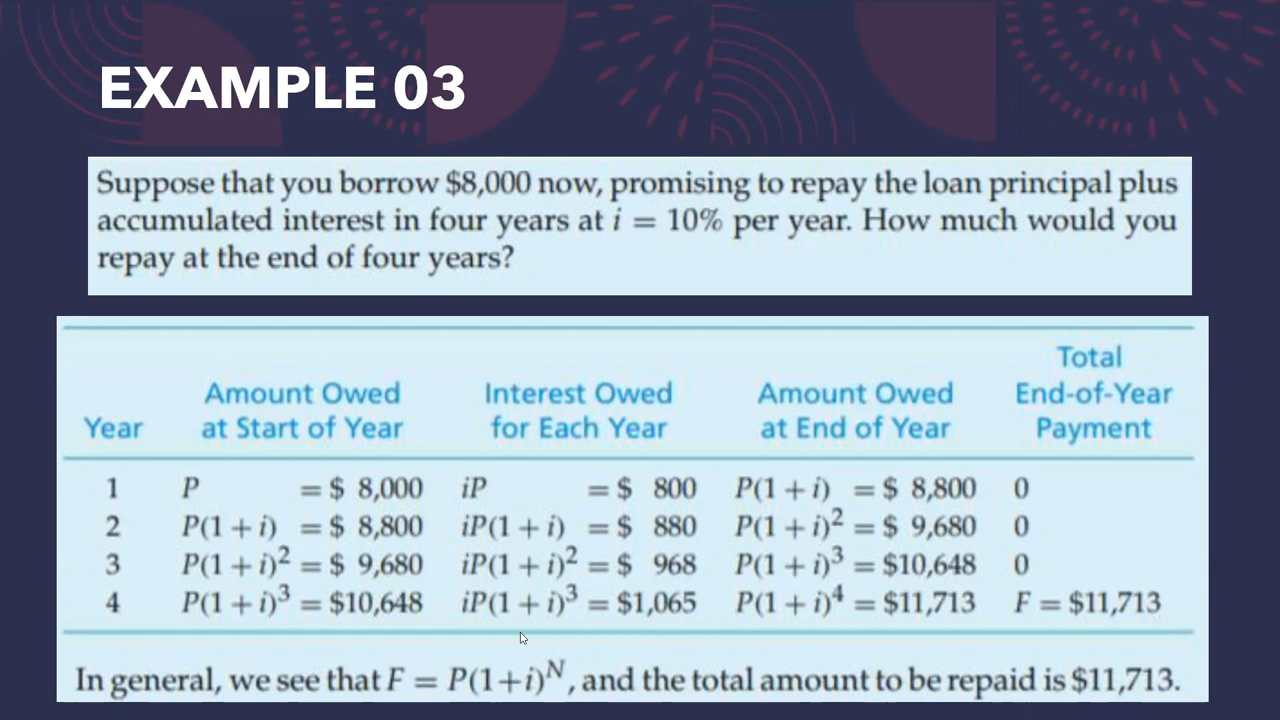 EXAMPLE 03
Suppose that you borrow $8,000 now, promising to repay the loan principal plus
accumulated interest in four years at i = 10% per year. How much would you
repay at the end of four years?
Total
Amount Owed Interest Owed Amount Owed End-of-Year
Year at Start of Year for Each Year at End of Year Payment
1 P = $ 8,000 iP = $ 800 P(1 + i) = $ 8,800 0
2 P(1 + i) = $ 8,800 iP(1 + i) = $ 880 P(1 + i)² = $ 9,680 0
3 P(1 + i)² = $ 9,680 iP(1 + i)² = $ 968 P(1 + i)³ = $10,648 0
4 P(1 + i)³ = $10,648 iP(1 + i)³ = $1,065 P(1 + i)⁴ = $11,713 F = $11,713
In general, we see that F = P(1+i)ᴺ, and the total amount to be repaid is $11,713.